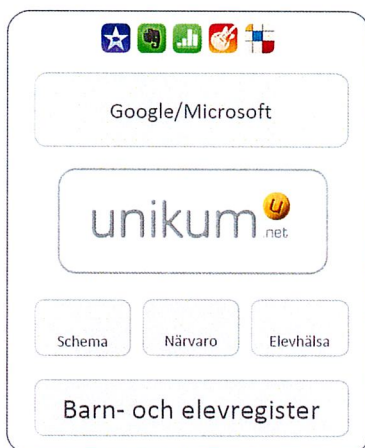 Google/Microsoft
unikum
u
.net
Schema
Närvaro
Elevhälsa
Barn- och elevregister